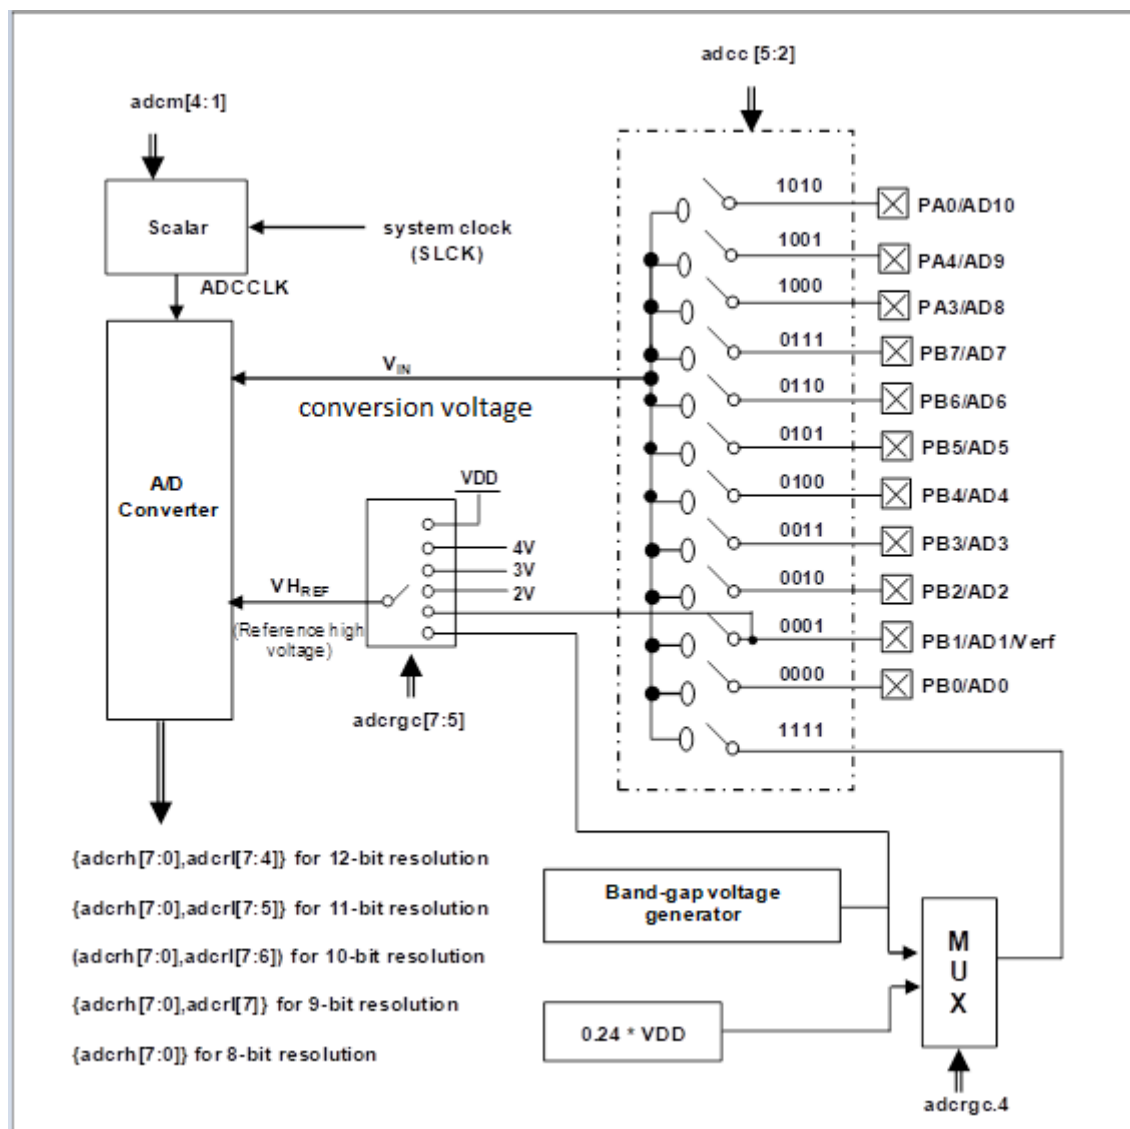 adcc [5:2]
adcm[4:1]
Scalar
system clock
(SLCK)
ADCCLK
1010
PA0/AD10
1001
PA4/AD9
1000
PA3/AD8
0111
PB7/AD7
0110
PB6/AD6
0101
PB5/AD5
0100
PB4/AD4
0011
PB3/AD3
0010
PB2/AD2
0001
PB1/AD1/Verf
0000
PB0/AD0
1111
VIN
conversion voltage
A/D
Converter
VDD
4V
3V
2V
VHREF
(Reference high
voltage)
adcrgc[7:5]
{adcrh[7:0],adcrl[7:4]} for 12-bit resolution
{adcrh[7:0],adcrl[7:5]} for 11-bit resolution
(adcrh[7:0],adcrl[7:6]) for 10-bit resolution
{adcrh[7:0],adcrl[7]} for 9-bit resolution
{adcrh[7:0]} for 8-bit resolution
Band-gap voltage
generator
0.24 * VDD
M
U
X
adcrgc.4